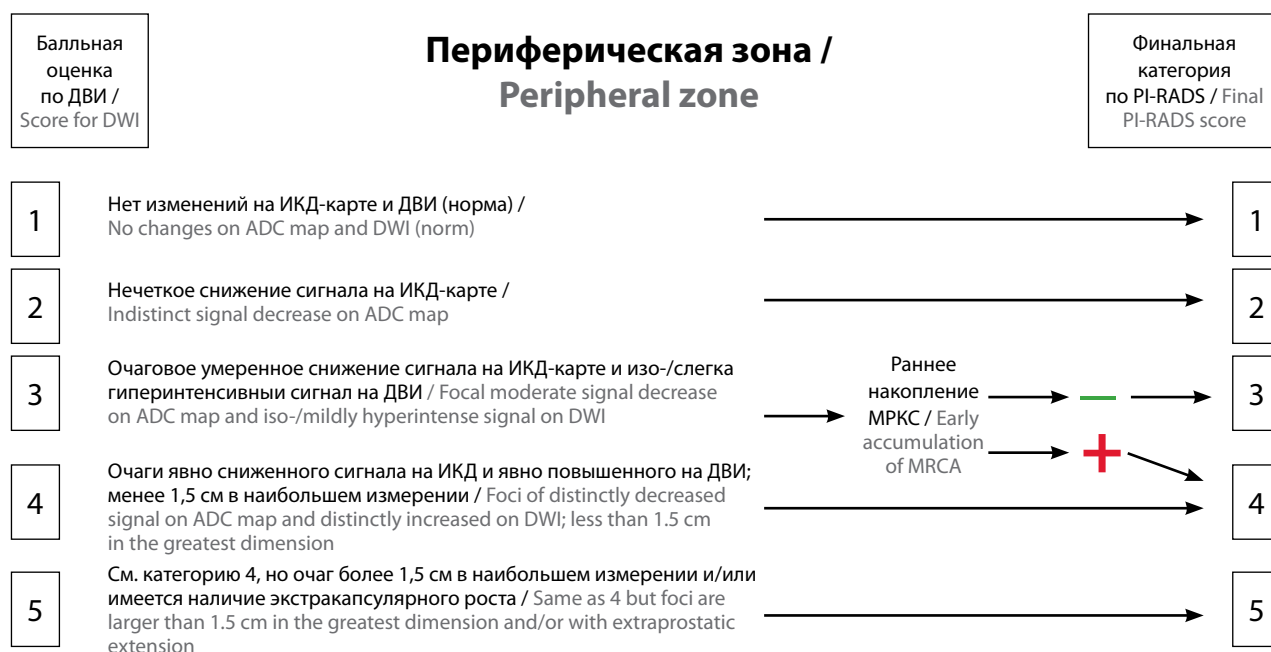 Балльная
оценка
по ДВИ /
Score for DWI
Периферическая зона /
Peripheral zone
Финальная
категория
по PI-RADS / Final
PI-RADS score
1
Нет изменений на ИКД-карте и ДВИ (норма) /
No changes on ADC map and DWI (norm)
1
2
Нечеткое снижение сигнала на ИКД-карте /
Indistinct signal decrease on ADC map
2
3
Очаговое умеренное снижение сигнала на ИКД-карте и изо-/слегка
гиперинтенсивный сигнал на ДВИ / Focal moderate signal decrease
on ADC map and iso-/mildly hyperintense signal on DWI
Раннее
накопление
МРКС / Early
accumulation
of MRCA
–
+
3
4
Очаги явно сниженного сигнала на ИКД и явно повышенного на ДВИ;
менее 1,5 см в наибольшем измерении / Foci of distinctly decreased
signal on ADC map and distinctly increased on DWI; less than 1.5 cm
in the greatest dimension
4
5
См. категорию 4, но очаг более 1,5 см в наибольшем измерении и/или
имеется наличие экстракапсулярного роста / Same as 4 but foci are
larger than 1.5 cm in the greatest dimension and/or with extraprostatic
extension
5